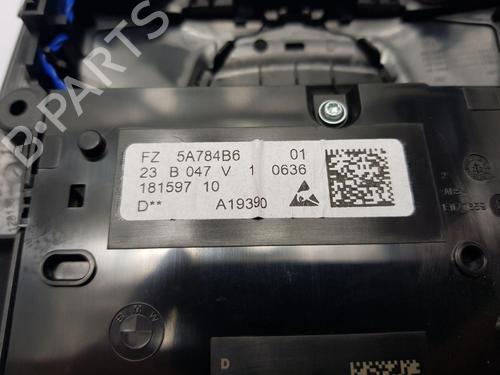 FZ 5A784B6 01
23 B 047 V 1 0636
181597 10
D** A19390
BMW
D
B-PARTS